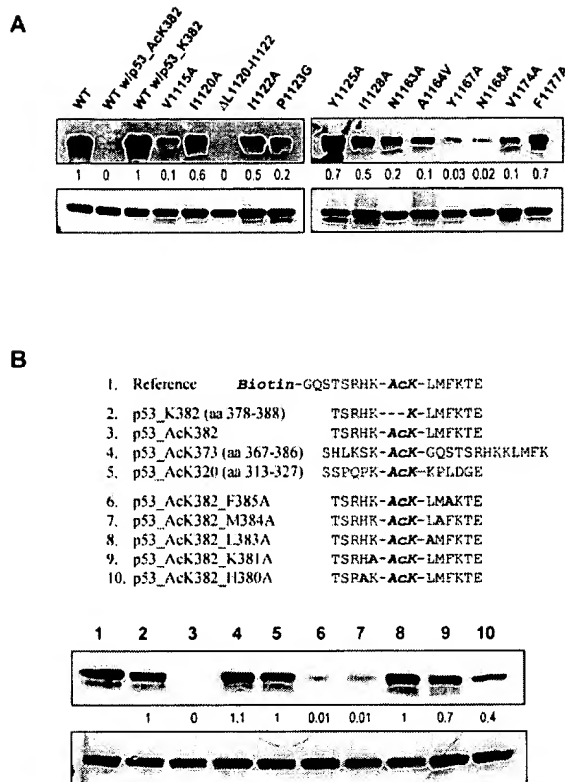 A
WT
WT w/p53_AcK382
WT w/p53_K382
V1115A
I1120A
ΔL1120-I1122
I1122A
P1123G
Y1125A
I1128A
N1163A
A1164V
Y1167A
N1168A
V1174A
F1177A
1 0 1 0.1 0.6 0 0.5 0.2
0.7 0.5 0.2 0.1 0.03 0.02 0.1 0.7
B
1. Reference Biotin-GQSTSRHK-AcK-LMFKTE
2. p53_K382 (aa 378-388) TSRHK---K-LMFKTE
3. p53_AcK382 TSRHK-AcK-LMFKTE
4. p53_AcK373 (aa 367-386) SHLKSK-AcK-GQSTSRHKKLMFK
5. p53_AcK320 (aa 313-327) SSPQPK-AcK-KPLDGE
6. p53_AcK382_F385A TSRHK-AcK-LMAKTE
7. p53_AcK382_M384A TSRHK-AcK-LAFKTE
8. p53_AcK382_L383A TSRHK-AcK-AMFKTE
9. p53_AcK382_K381A TSRHA-AcK-LMFKTE
10. p53_AcK382_H380A TSRAK-AcK-LMFKTE
1 2 3 4 5 6 7 8 9 10
1 0 1.1 1 0.01 0.01 1 0.7 0.4